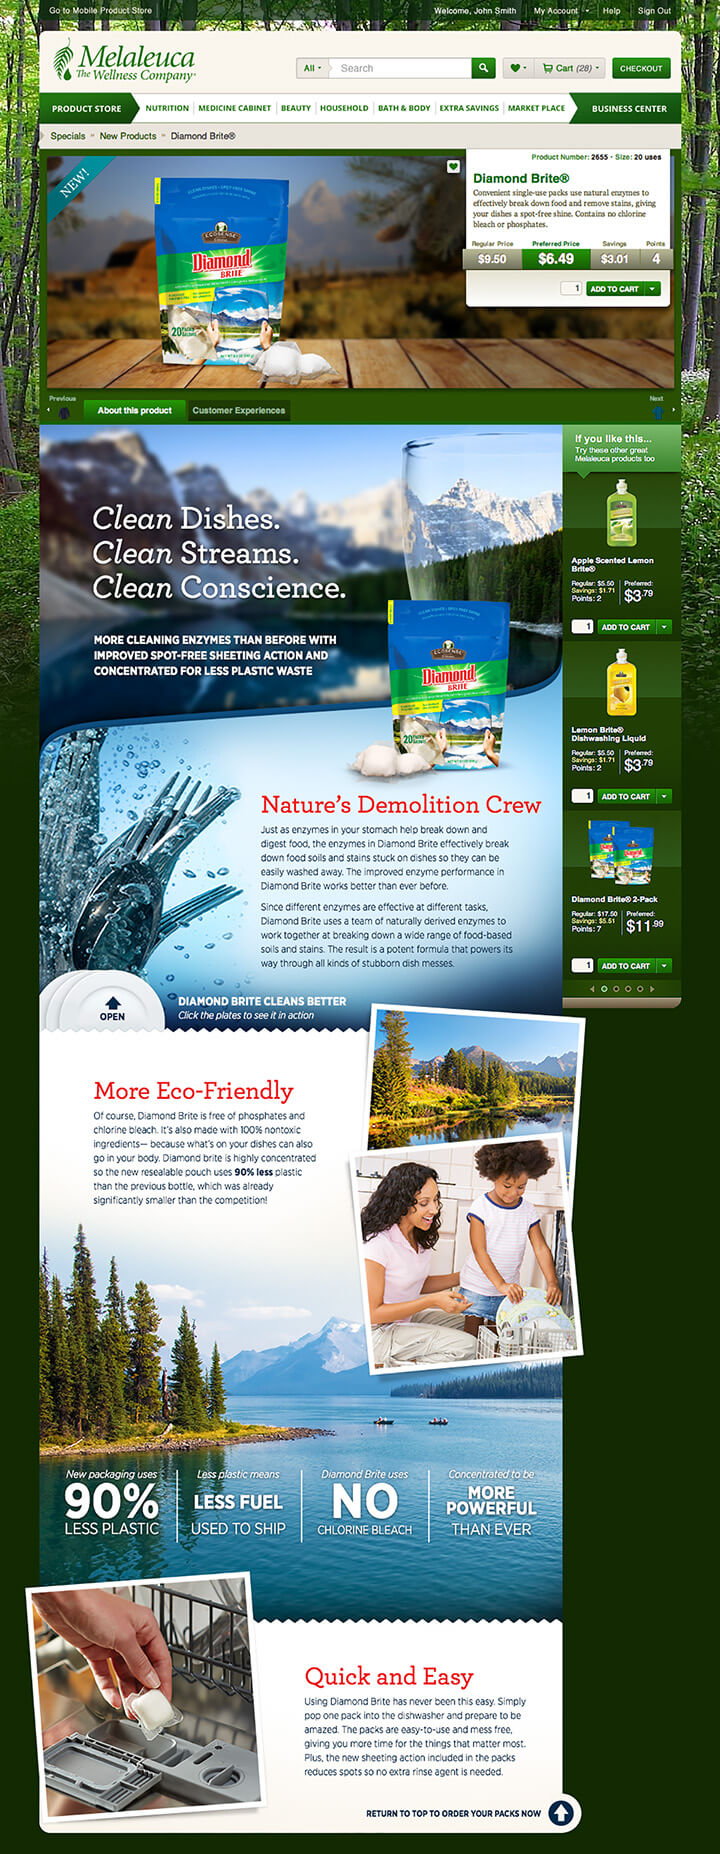 Go to Mobile Product Store
Welcome, John Smith
My Account
Help
Sign Out
Melaleuca
The Wellness Company
All
Search
Cart (28)
CHECKOUT
PRODUCT STORE
NUTRITION
MEDICINE CABINET
BEAUTY
HOUSEHOLD
BATH & BODY
EXTRA SAVINGS
MARKET PLACE
BUSINESS CENTER
Specials » New Products » Diamond Brite®
NEW!
ECOSENSE
Diamond
BRITE
20
Product Number: 2655 • Size: 20 uses
Diamond Brite®
Convenient single-use packs use natural enzymes to
effectively break down food and remove stains, giving
your dishes a spot-free shine. Contains no chlorine
bleach or phosphates.
Regular Price Preferred Price Savings Points
$9.50 $6.49 $3.01 4
1 ADD TO CART
Previous
Next
About this product
Customer Experiences
Clean Dishes.
Clean Streams.
Clean Conscience.
MORE CLEANING ENZYMES THAN BEFORE WITH
IMPROVED SPOT-FREE SHEETING ACTION AND
CONCENTRATED FOR LESS PLASTIC WASTE
ECOSENSE
Diamond
BRITE
20
If you like this...
Try these other great
Melaleuca products too
Apple Scented Lemon
Brite®
Regular: $5.50
Savings: $1.71
Points: 2
Preferred:
$3.79
1 ADD TO CART
Lemon Brite®
Dishwashing Liquid
Regular: $5.50
Savings: $1.71
Points: 2
Preferred:
$3.79
1 ADD TO CART
Diamond Brite® 2-Pack
Regular: $17.50
Savings: $5.51
Points: 7
Preferred:
$11.99
1 ADD TO CART
Nature's Demolition Crew
Just as enzymes in your stomach help break down and
digest food, the enzymes in Diamond Brite effectively break
down food soils and stains stuck on dishes so they can be
easily washed away. The improved enzyme performance in
Diamond Brite works better than ever before.
Since different enzymes are effective at different tasks,
Diamond Brite uses a team of naturally derived enzymes to
work together at breaking down a wide range of food-based
soils and stains. The result is a potent formula that powers its
way through all kinds of stubborn dish messes.
OPEN
DIAMOND BRITE CLEANS BETTER
Click the plates to see it in action
More Eco-Friendly
Of course, Diamond Brite is free of phosphates and
chlorine bleach. It's also made with 100% nontoxic
ingredients— because what's on your dishes can also
go in your body. Diamond brite is highly concentrated
so the new resealable pouch uses 90% less plastic
than the previous bottle, which was already
significantly smaller than the competition!
New packaging uses
90%
LESS PLASTIC
Less plastic means
LESS FUEL
USED TO SHIP
Diamond Brite uses
NO
CHLORINE BLEACH
Concentrated to be
MORE
POWERFUL
THAN EVER
Quick and Easy
Using Diamond Brite has never been this easy. Simply
pop one pack into the dishwasher and prepare to be
amazed. The packs are easy-to-use and mess free,
giving you more time for the things that matter most.
Plus, the new sheeting action included in the packs
reduces spots so no extra rinse agent is needed.
RETURN TO TOP TO ORDER YOUR PACKS NOW